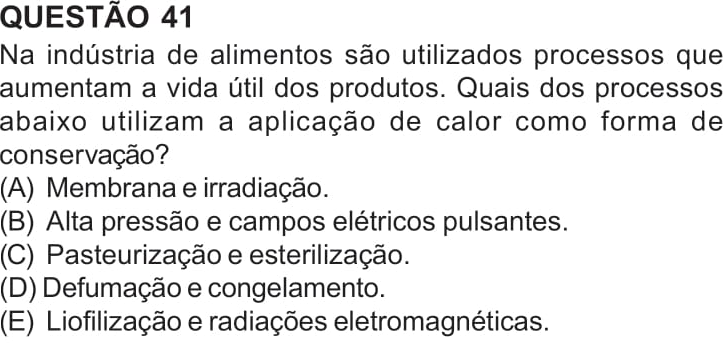 QUESTÃO 41
Na indústria de alimentos são utilizados processos que
aumentam a vida útil dos produtos. Quais dos processos
abaixo utilizam a aplicação de calor como forma de
conservação?
(A) Membrana e irradiação.
(B) Alta pressão e campos elétricos pulsantes.
(C) Pasteurização e esterilização.
(D) Defumação e congelamento.
(E) Liofilização e radiações eletromagnéticas.